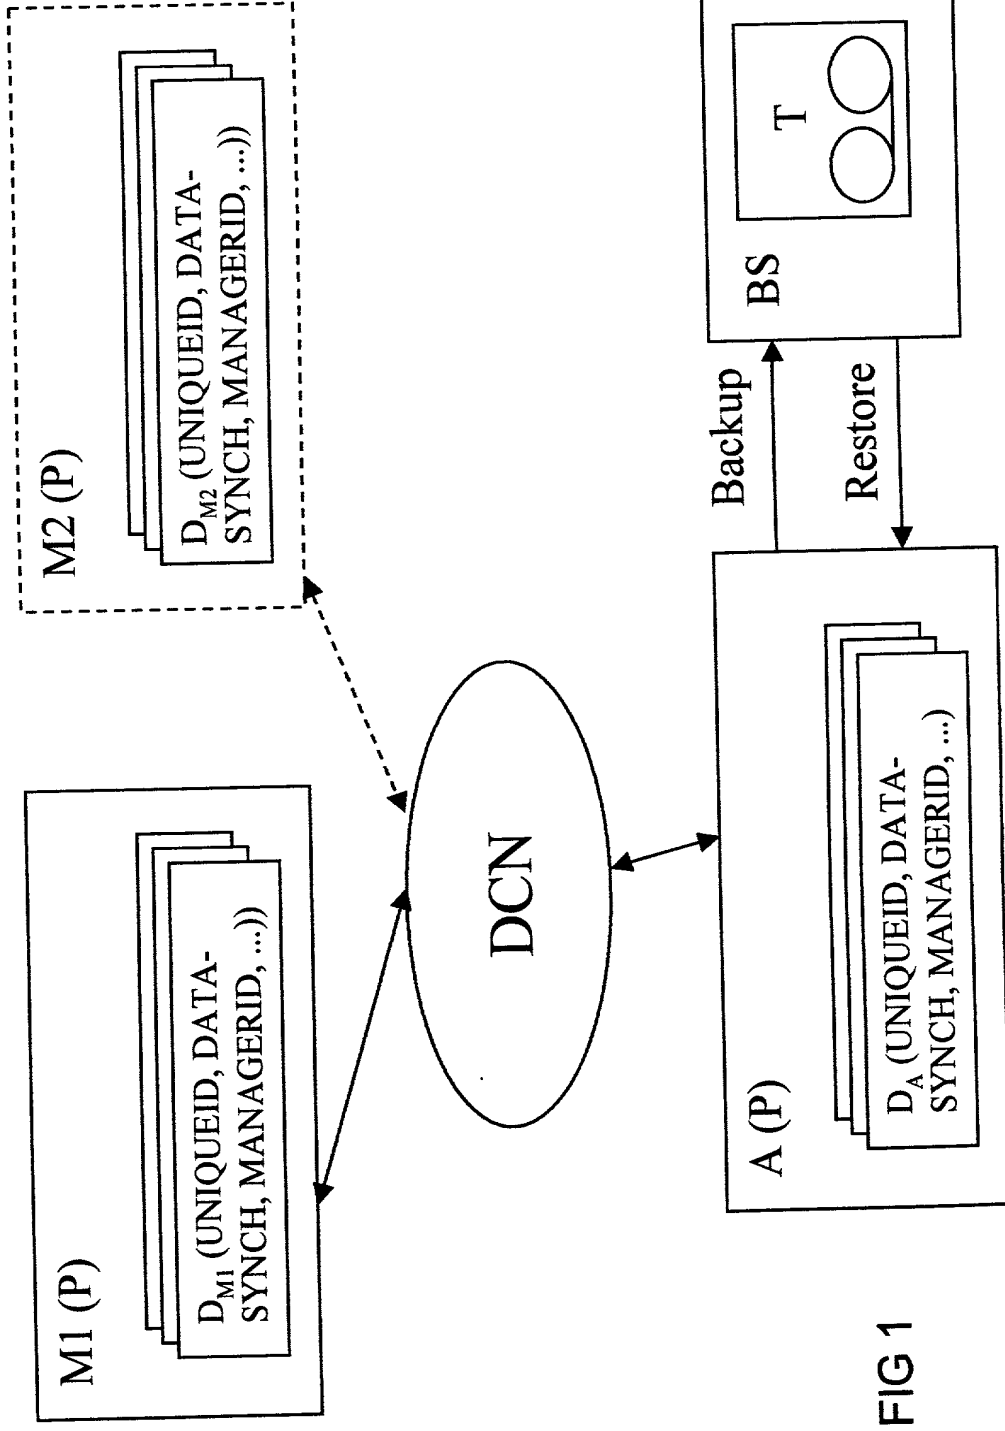 M1 (P)
D_M1 (UNIQUEID, DATA-
SYNCH, MANAGERID, ...))
M2 (P)
D_M2 (UNIQUEID, DATA-
SYNCH, MANAGERID, ...))
DCN
A (P)
D_A (UNIQUEID, DATA-
SYNCH, MANAGERID, ...)
Backup
Restore
BS
T
FIG 1